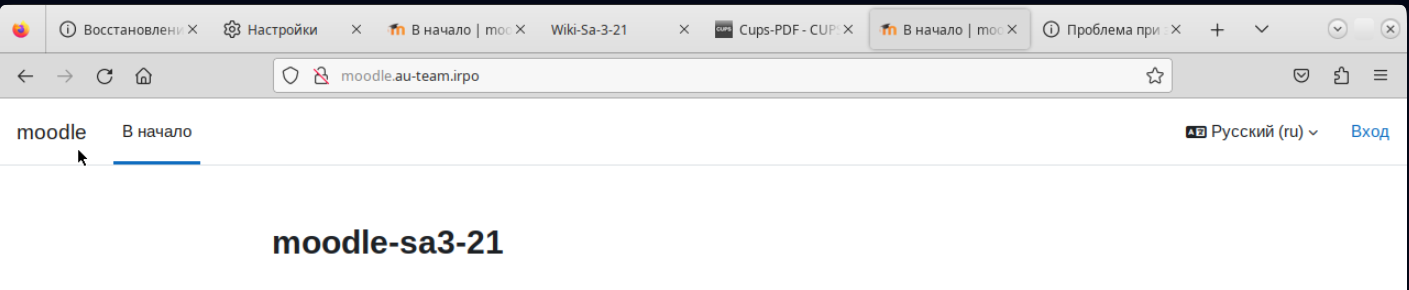 Восстановлени
Настройки
В начало | moo
Wiki-Sa-3-21
CUPS
Cups-PDF - CUP
В начало | moo
Проблема при
moodle.au-team.irpo
moodle
В начало
Русский (ru)
Вход
moodle-sa3-21